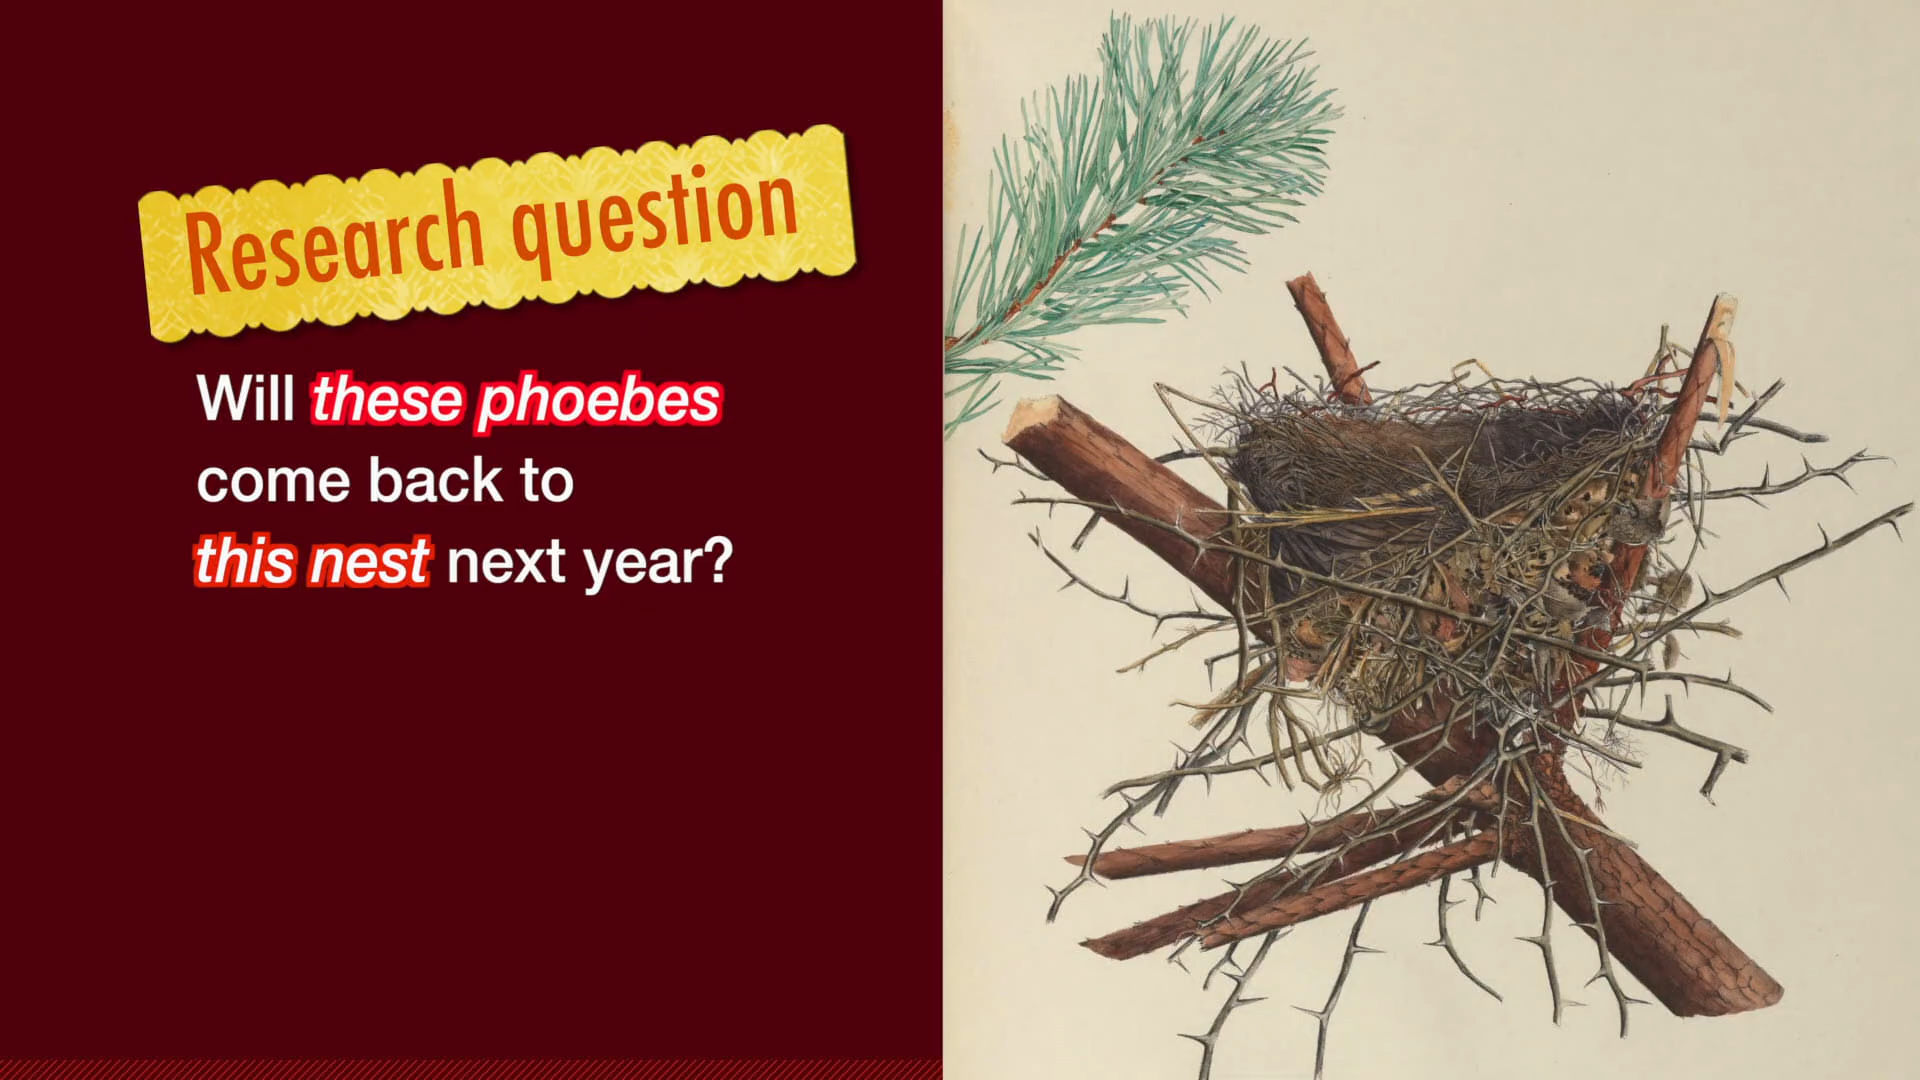 Research question
Will these phoebes
come back to
this nest next year?